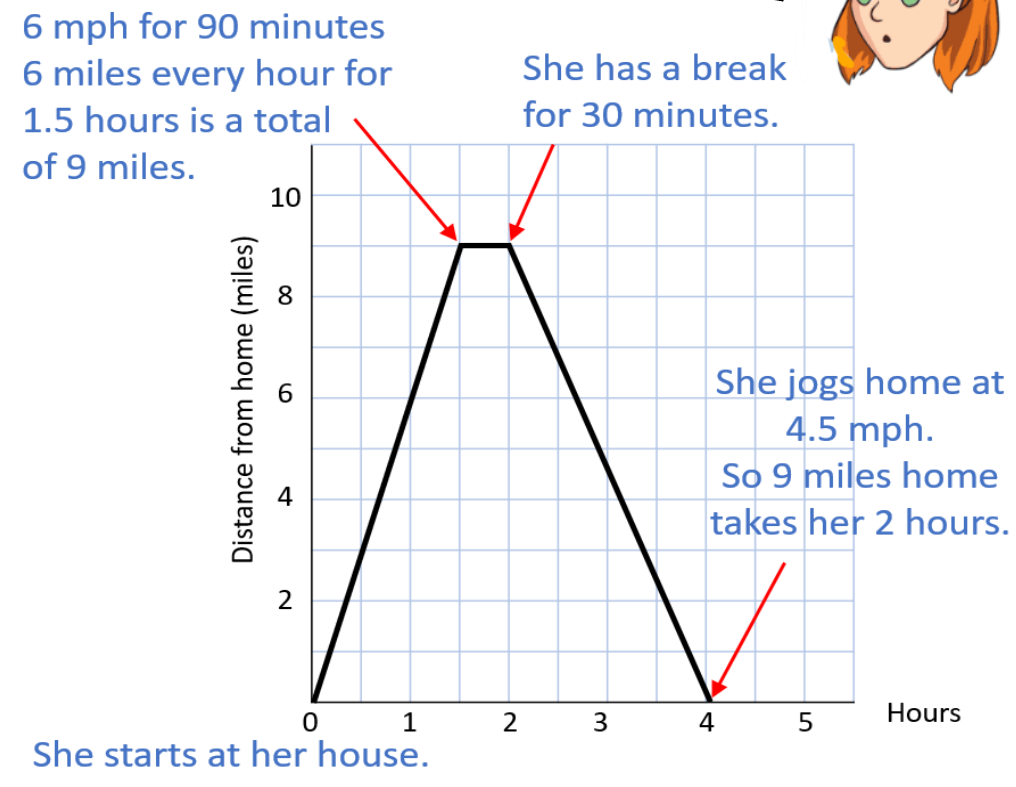 6 mph for 90 minutes
6 miles every hour for
1.5 hours is a total
of 9 miles.
She has a break
for 30 minutes.
10
8
6
4
2
Distance from home (miles)
She jogs home at
4.5 mph.
So 9 miles home
takes her 2 hours.
0 1 2 3 4 5
Hours
She starts at her house.